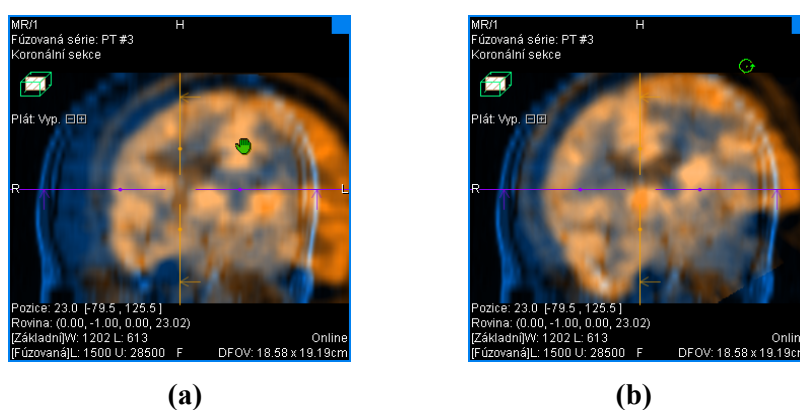 MR/1 H
Fúzovaná série: PT #3
Koronální sekce
Plát: Vyp.
R L
Pozice: 23.0 [-79.5 , 125.5 ]
Rovina: (0.00, -1.00, 0.00, 23.02)
[Základní]W: 1202 L: 613 Online
[Fúzovaná]L: 1500 U: 28500 F DFOV: 18.58 x 19.19cm
(a)
MR/1 H
Fúzovaná série: PT #3
Koronální sekce
Plát: Vyp.
R
Pozice: 23.0 [-79.5 , 125.5 ]
Rovina: (0.00, -1.00, 0.00, 23.02)
[Základní]W: 1202 L: 613
[Fúzovaná]L: 1500 U: 28500 F DFOV: 18.58 x 19.19c
(b)